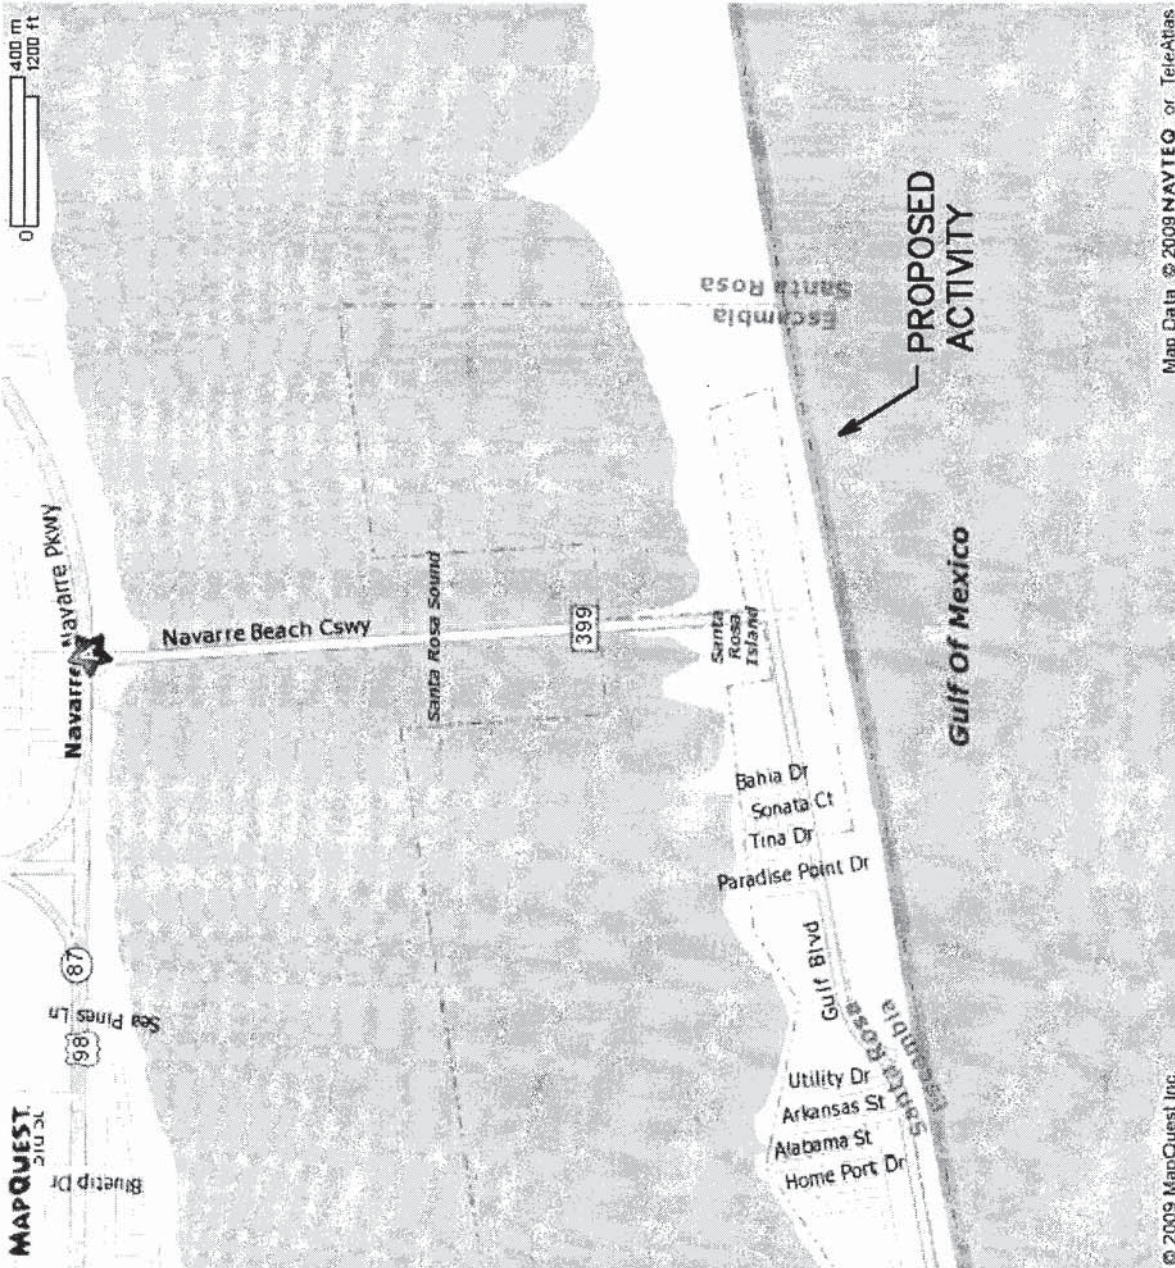 MAPQUEST.
0
400 m
1200 ft
Bluetip Dr
Sea Pines Ln
98
87
Navarre
Navarre Pkwy
A
Navarre Beach Cswy
Santa Rosa Sound
399
Santa
Rosa
Island
Santa Rosa
Escambia
PROPOSED
ACTIVITY
Gulf Of Mexico
Bahia Dr
Sonata Ct
Tina Dr
Paradise Point Dr
Gulf Blvd
Santa Rosa
Escambia
Utility Dr
Arkansas St
Alabama St
Home Port Dr
© 2009 MapQuest Inc.
Map Data © 2009 NAVTEQ or TeleAtlas